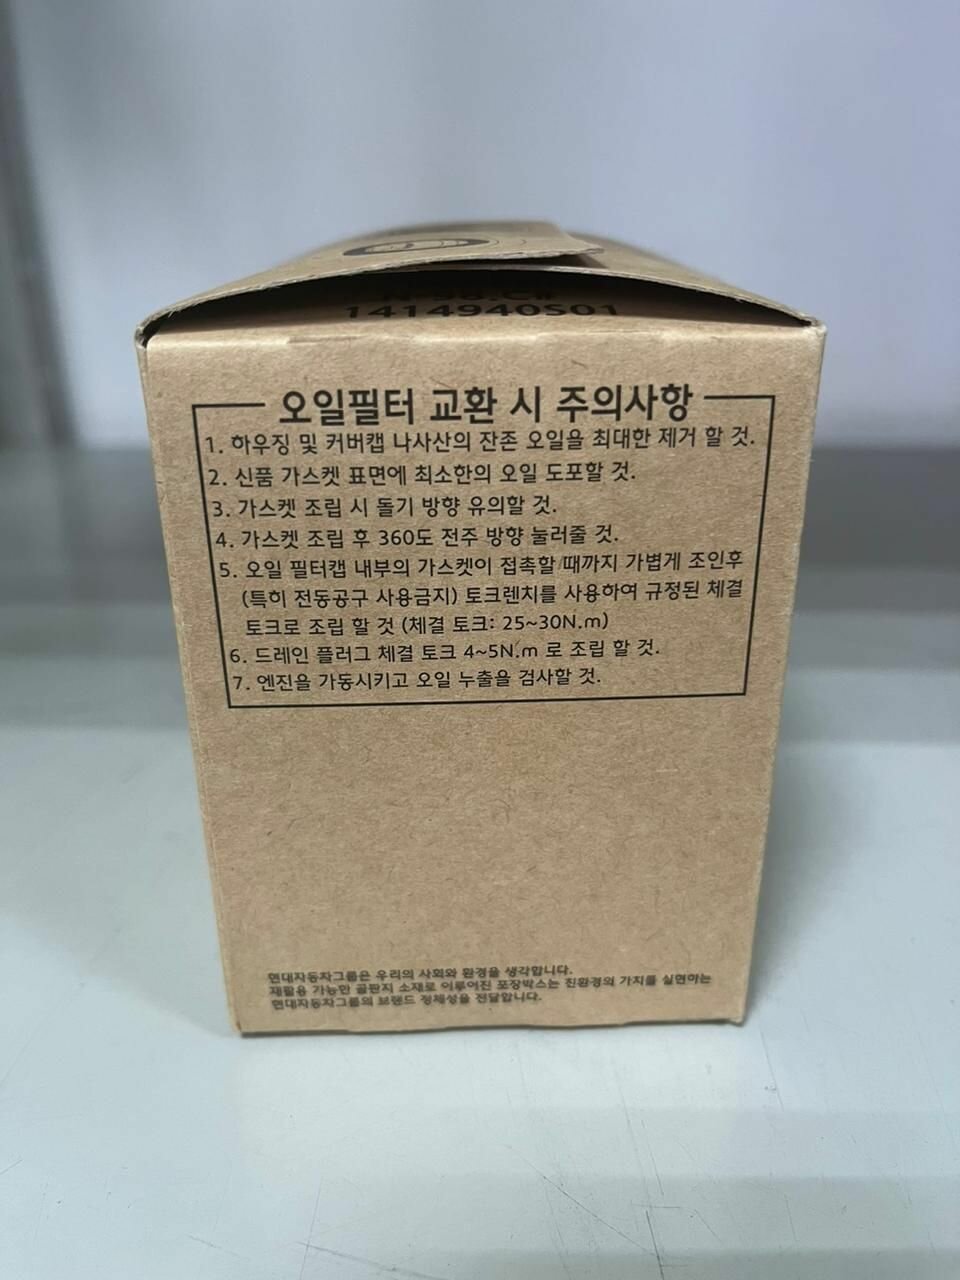 1414940S01
오일필터 교환 시 주의사항
1. 하우징 및 커버캡 나사산의 잔존 오일을 최대한 제거 할 것.
2. 신품 가스켓 표면에 최소한의 오일 도포할 것.
3. 가스켓 조립 시 돌기 방향 유의할 것.
4. 가스켓 조립 후 360도 전주 방향 눌러줄 것.
5. 오일 필터캡 내부의 가스켓이 접촉할 때까지 가볍게 조인후
(특히 전동공구 사용금지) 토크렌치를 사용하여 규정된 체결
토크로 조립 할 것 (체결 토크: 25~30N.m)
6. 드레인 플러그 체결 토크 4~5N.m 로 조립 할 것.
7. 엔진을 가동시키고 오일 누출을 검사할 것.
현대자동차그룹은 우리의 사회와 환경을 생각합니다.
재활용 가능한 골판지 소재로 이루어진 포장박스는 친환경의 가치를 실현하는
현대자동차그룹의 브랜드 정체성을 전달합니다.